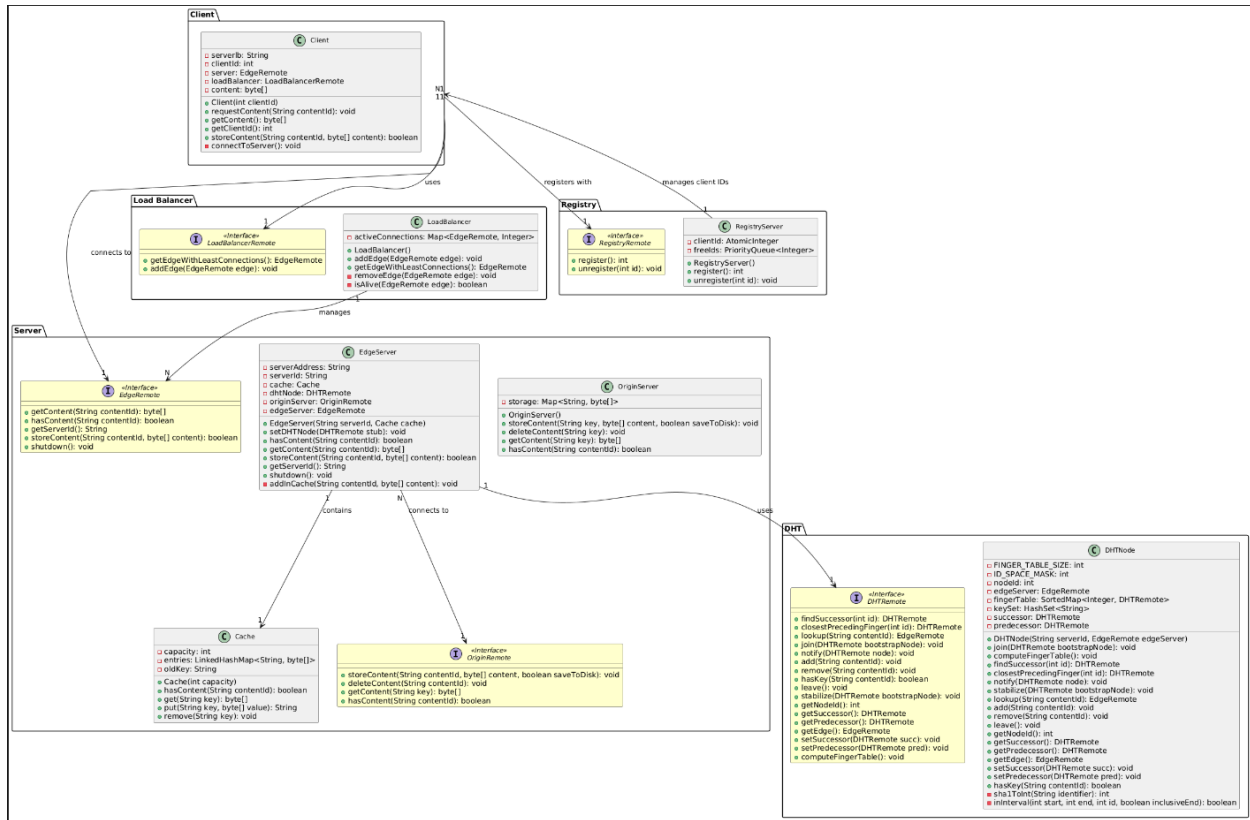 Client
C Client
serverIb: String
clientId: int
server: EdgeRemote
loadBalancer: LoadBalancerRemote
content: byte[]
Client(int clientId)
requestContent(String contentId): void
getContent(): byte[]
getClientId(): int
storeContent(String contentId, byte[] content): boolean
connectToServer(): void
N1
11
uses
registers with
manages client IDs
connects to
Load Balancer
1
I «Interface»
LoadBalancerRemote
getEdgeWithLeastConnections(): EdgeRemote
addEdge(EdgeRemote edge): void
C LoadBalancer
activeConnections: Map<EdgeRemote, Integer>
LoadBalancer()
addEdge(EdgeRemote edge): void
getEdgeWithLeastConnections(): EdgeRemote
removeEdge(EdgeRemote edge): void
isAlive(EdgeRemote edge): boolean
1
manages
Registry
1
1
I «Interface»
RegistryRemote
register(): int
unregister(int id): void
C RegistryServer
clientId: AtomicInteger
freeIds: PriorityQueue<Integer>
RegistryServer()
register(): int
unregister(int id): void
Server
1
N
I «Interface»
EdgeRemote
getContent(String contentId): byte[]
hasContent(String contentId): boolean
getServerId(): String
storeContent(String contentId, byte[] content): boolean
shutdown(): void
C EdgeServer
serverAddress: String
serverId: String
cache: Cache
dhtNode: DHTRemote
originServer: OriginRemote
edgeServer: EdgeRemote
EdgeServer(String serverId, Cache cache)
setDHTNode(DHTRemote stub): void
hasContent(String contentId): boolean
getContent(String contentId): byte[]
storeContent(String contentId, byte[] content): boolean
getServerId(): String
shutdown(): void
addInCache(String contentId, byte[] content): void
C OriginServer
storage: Map<String, byte[]>
OriginServer()
storeContent(String key, byte[] content, boolean saveToDisk): void
deleteContent(String key): void
getContent(String key): byte[]
hasContent(String contentId): boolean
1
N
1
contains
connects to
uses
1
C Cache
capacity: int
entries: LinkedHashMap<String, byte[]>
oldKey: String
Cache(int capacity)
hasContent(String contentId): boolean
get(String key): byte[]
put(String key, byte[] value): String
remove(String key): void
1
I «Interface»
OriginRemote
storeContent(String contentId, byte[] content, boolean saveToDisk): void
deleteContent(String contentId): void
getContent(String key): byte[]
hasContent(String contentId): boolean
DHT
1
I «Interface»
DHTRemote
findSuccessor(int id): DHTRemote
closestPrecedingFinger(int id): DHTRemote
lookup(String contentId): EdgeRemote
join(DHTRemote bootstrapNode): void
notify(DHTRemote node): void
add(String contentId): void
remove(String contentId): void
hasKey(String contentId): boolean
leave(): void
stabilize(DHTRemote bootstrapNode): void
getNodeId(): int
getSuccessor(): DHTRemote
getPredecessor(): DHTRemote
getEdge(): EdgeRemote
setSuccessor(DHTRemote succ): void
setPredecessor(DHTRemote pred): void
computeFingerTable(): void
C DHTNode
FINGER_TABLE_SIZE: int
ID_SPACE_MASK: int
nodeId: int
edgeServer: EdgeRemote
fingerTable: SortedMap<Integer, DHTRemote>
keySet: HashSet<String>
successor: DHTRemote
predecessor: DHTRemote
DHTNode(String serverId, EdgeRemote edgeServer)
join(DHTRemote bootstrapNode): void
computeFingerTable(): void
findSuccessor(int id): DHTRemote
closestPrecedingFinger(int id): DHTRemote
notify(DHTRemote node): void
stabilize(DHTRemote bootstrapNode): void
lookup(String contentId): EdgeRemote
add(String contentId): void
remove(String contentId): void
leave(): void
getNodeId(): int
getSuccessor(): DHTRemote
getPredecessor(): DHTRemote
getEdge(): EdgeRemote
setSuccessor(DHTRemote succ): void
setPredecessor(DHTRemote pred): void
hasKey(String contentId): boolean
sha1ToInt(String identifier): int
inInterval(int start, int end, int id, boolean inclusiveEnd): boolean